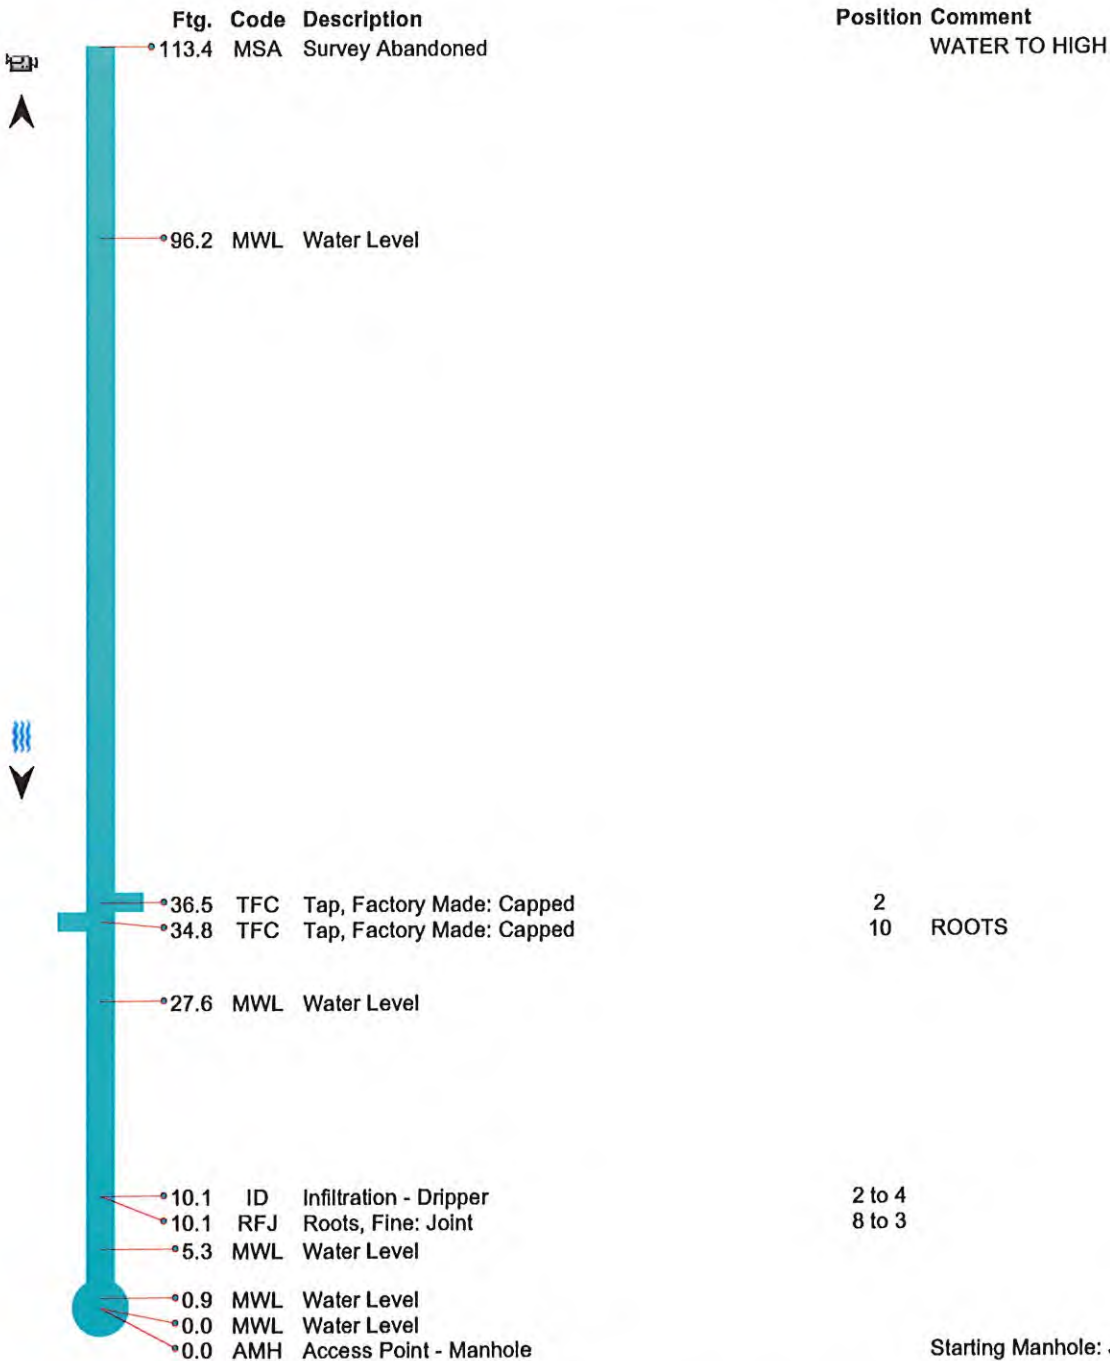 Ftg. Code Description Position Comment
113.4 MSA Survey Abandoned WATER TO HIGH
96.2 MWL Water Level
36.5 TFC Tap, Factory Made: Capped 2
34.8 TFC Tap, Factory Made: Capped 10 ROOTS
27.6 MWL Water Level
10.1 ID Infiltration - Dripper 2 to 4
10.1 RFJ Roots, Fine: Joint 8 to 3
5.3 MWL Water Level
0.9 MWL Water Level
0.0 MWL Water Level
0.0 AMH Access Point - Manhole Starting Manhole: